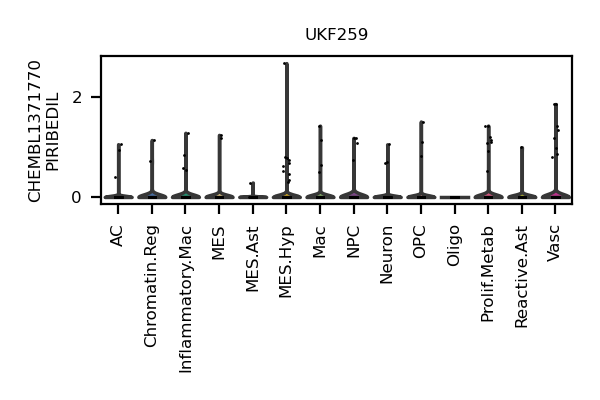 UKF259
CHEMBL1371770
PIRIBEDIL
2
0
AC
Chromatin.Reg
Inflammatory.Mac
MES
MES.Ast
MES.Hyp
Mac
NPC
Neuron
OPC
Oligo
Prolif.Metab
Reactive.Ast
Vasc